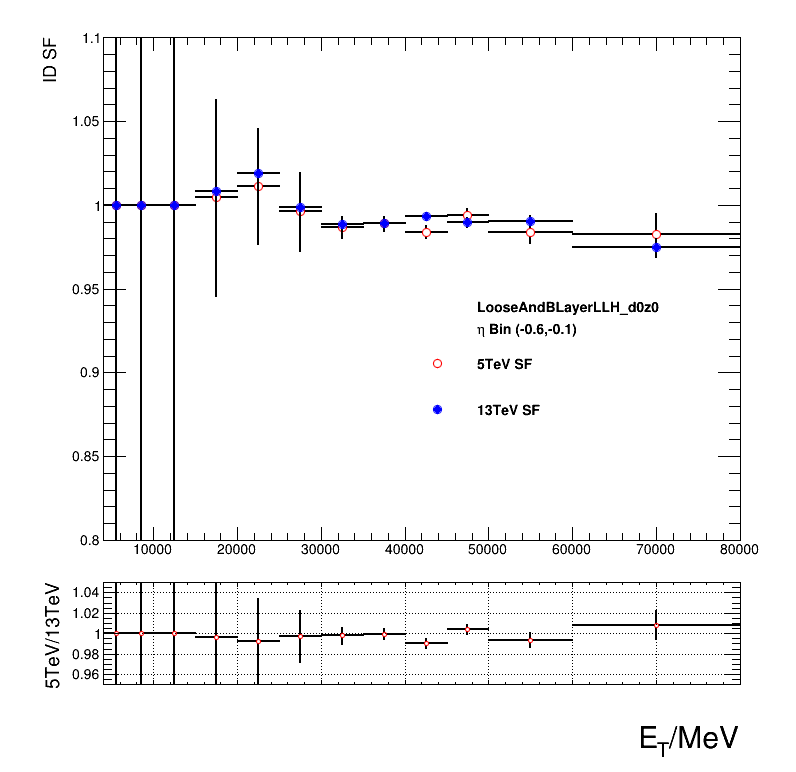 ID SF
1.1
1.05
1
0.95
0.9
0.85
0.8
LooseAndBLayerLLH_d0z0
η Bin (-0.6,-0.1)
5TeV SF
13TeV SF
10000 20000 30000 40000 50000 60000 70000 80000
5TeV/13TeV
1.04
1.02
1
0.98
0.96
E_T/MeV